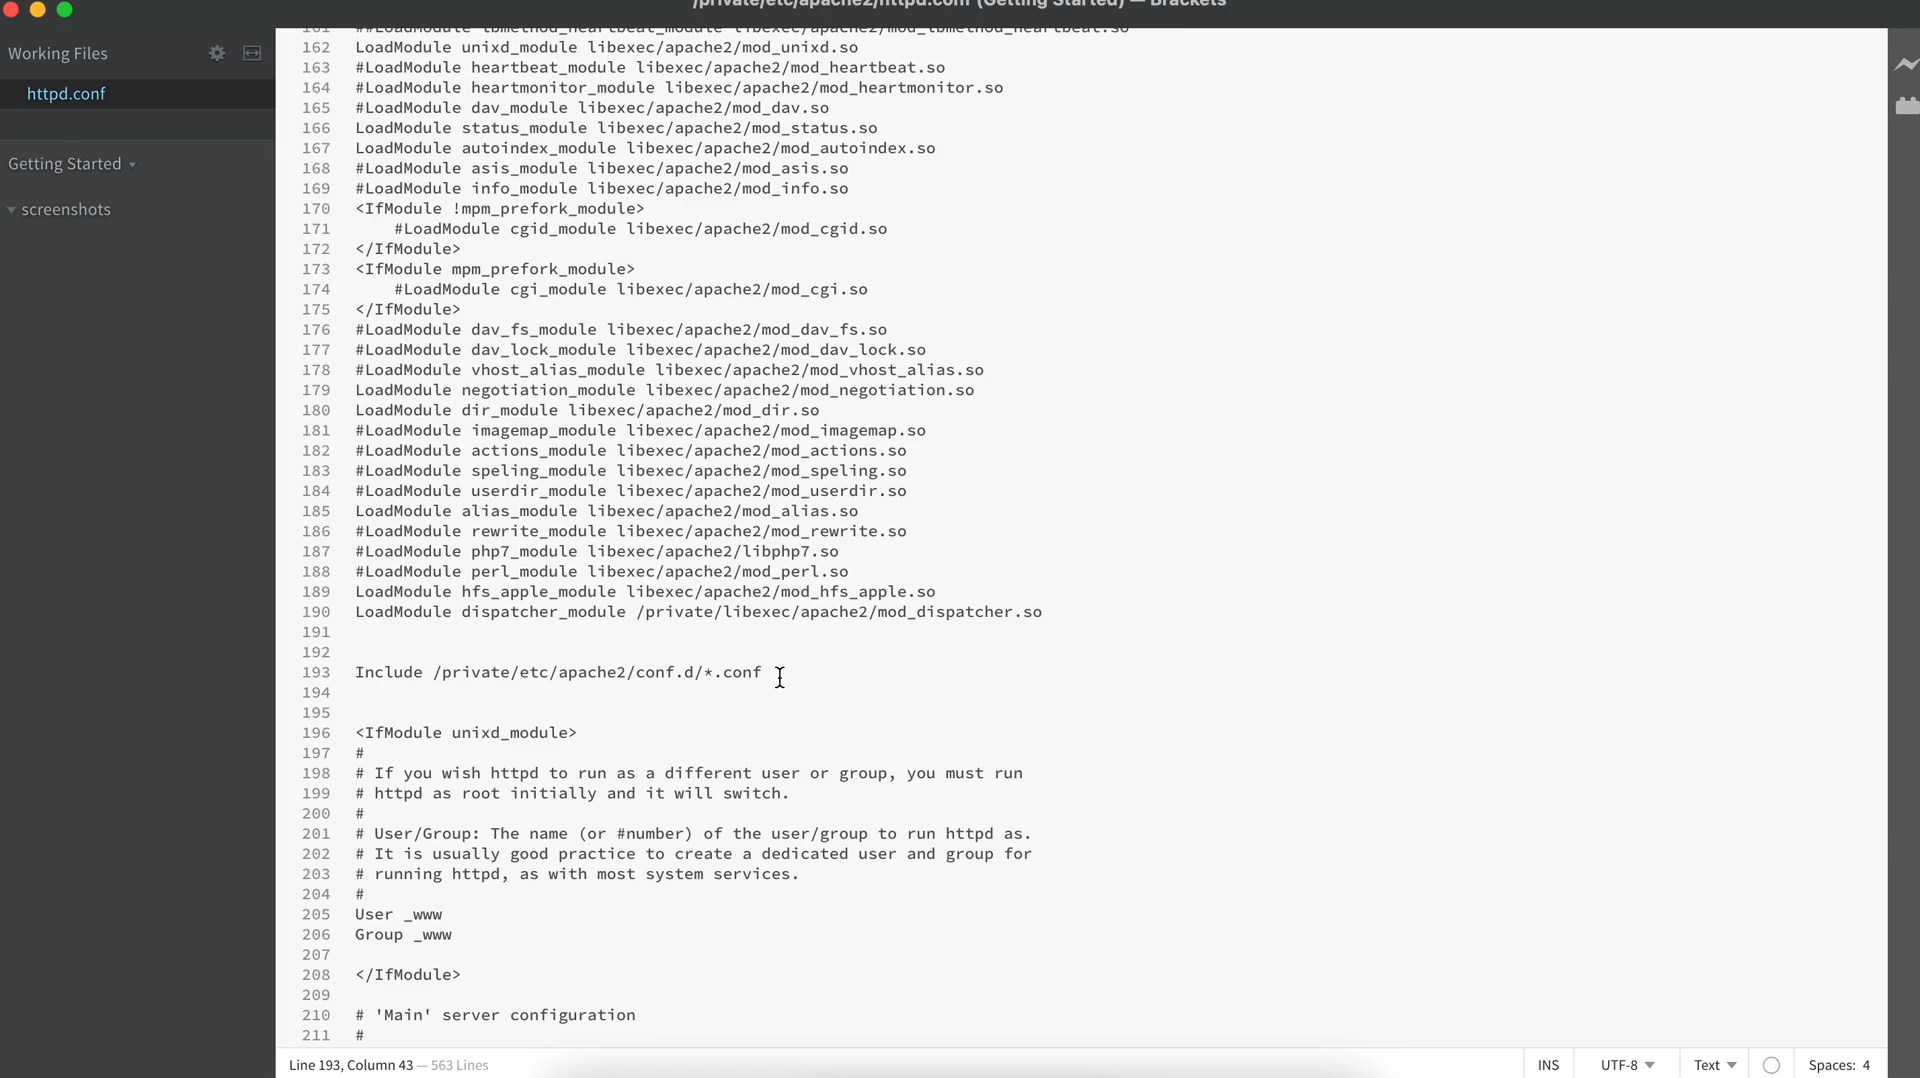 /private/etc/apache2/httpd.conf (Getting Started) — Brackets
Working Files
httpd.conf
Getting Started
screenshots
161 ##LoadModule lbmethod_heartbeat_module libexec/apache2/mod_lbmethod_heartbeat.so
162 LoadModule unixd_module libexec/apache2/mod_unixd.so
163 #LoadModule heartbeat_module libexec/apache2/mod_heartbeat.so
164 #LoadModule heartmonitor_module libexec/apache2/mod_heartmonitor.so
165 #LoadModule dav_module libexec/apache2/mod_dav.so
166 LoadModule status_module libexec/apache2/mod_status.so
167 LoadModule autoindex_module libexec/apache2/mod_autoindex.so
168 #LoadModule asis_module libexec/apache2/mod_asis.so
169 #LoadModule info_module libexec/apache2/mod_info.so
170 <IfModule !mpm_prefork_module>
171     #LoadModule cgid_module libexec/apache2/mod_cgid.so
172 </IfModule>
173 <IfModule mpm_prefork_module>
174     #LoadModule cgi_module libexec/apache2/mod_cgi.so
175 </IfModule>
176 #LoadModule dav_fs_module libexec/apache2/mod_dav_fs.so
177 #LoadModule dav_lock_module libexec/apache2/mod_dav_lock.so
178 #LoadModule vhost_alias_module libexec/apache2/mod_vhost_alias.so
179 LoadModule negotiation_module libexec/apache2/mod_negotiation.so
180 LoadModule dir_module libexec/apache2/mod_dir.so
181 #LoadModule imagemap_module libexec/apache2/mod_imagemap.so
182 #LoadModule actions_module libexec/apache2/mod_actions.so
183 #LoadModule speling_module libexec/apache2/mod_speling.so
184 #LoadModule userdir_module libexec/apache2/mod_userdir.so
185 LoadModule alias_module libexec/apache2/mod_alias.so
186 #LoadModule rewrite_module libexec/apache2/mod_rewrite.so
187 #LoadModule php7_module libexec/apache2/libphp7.so
188 #LoadModule perl_module libexec/apache2/mod_perl.so
189 LoadModule hfs_apple_module libexec/apache2/mod_hfs_apple.so
190 LoadModule dispatcher_module /private/libexec/apache2/mod_dispatcher.so
191
192
193 Include /private/etc/apache2/conf.d/*.conf
194
195
196 <IfModule unixd_module>
197 #
198 # If you wish httpd to run as a different user or group, you must run
199 # httpd as root initially and it will switch.
200 #
201 # User/Group: The name (or #number) of the user/group to run httpd as.
202 # It is usually good practice to create a dedicated user and group for
203 # running httpd, as with most system services.
204 #
205 User _www
206 Group _www
207
208 </IfModule>
209
210 # 'Main' server configuration
211 #
Line 193, Column 43 — 563 Lines
INS UTF-8 Text Spaces: 4